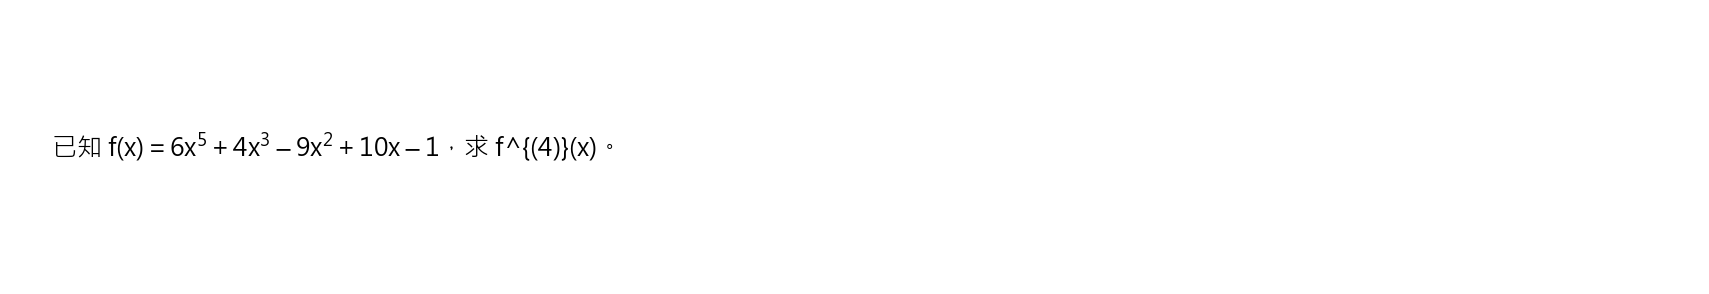 已知 f(x) = 6x⁵ + 4x³ – 9x² + 10x – 1，求 f^{(4)}(x)。